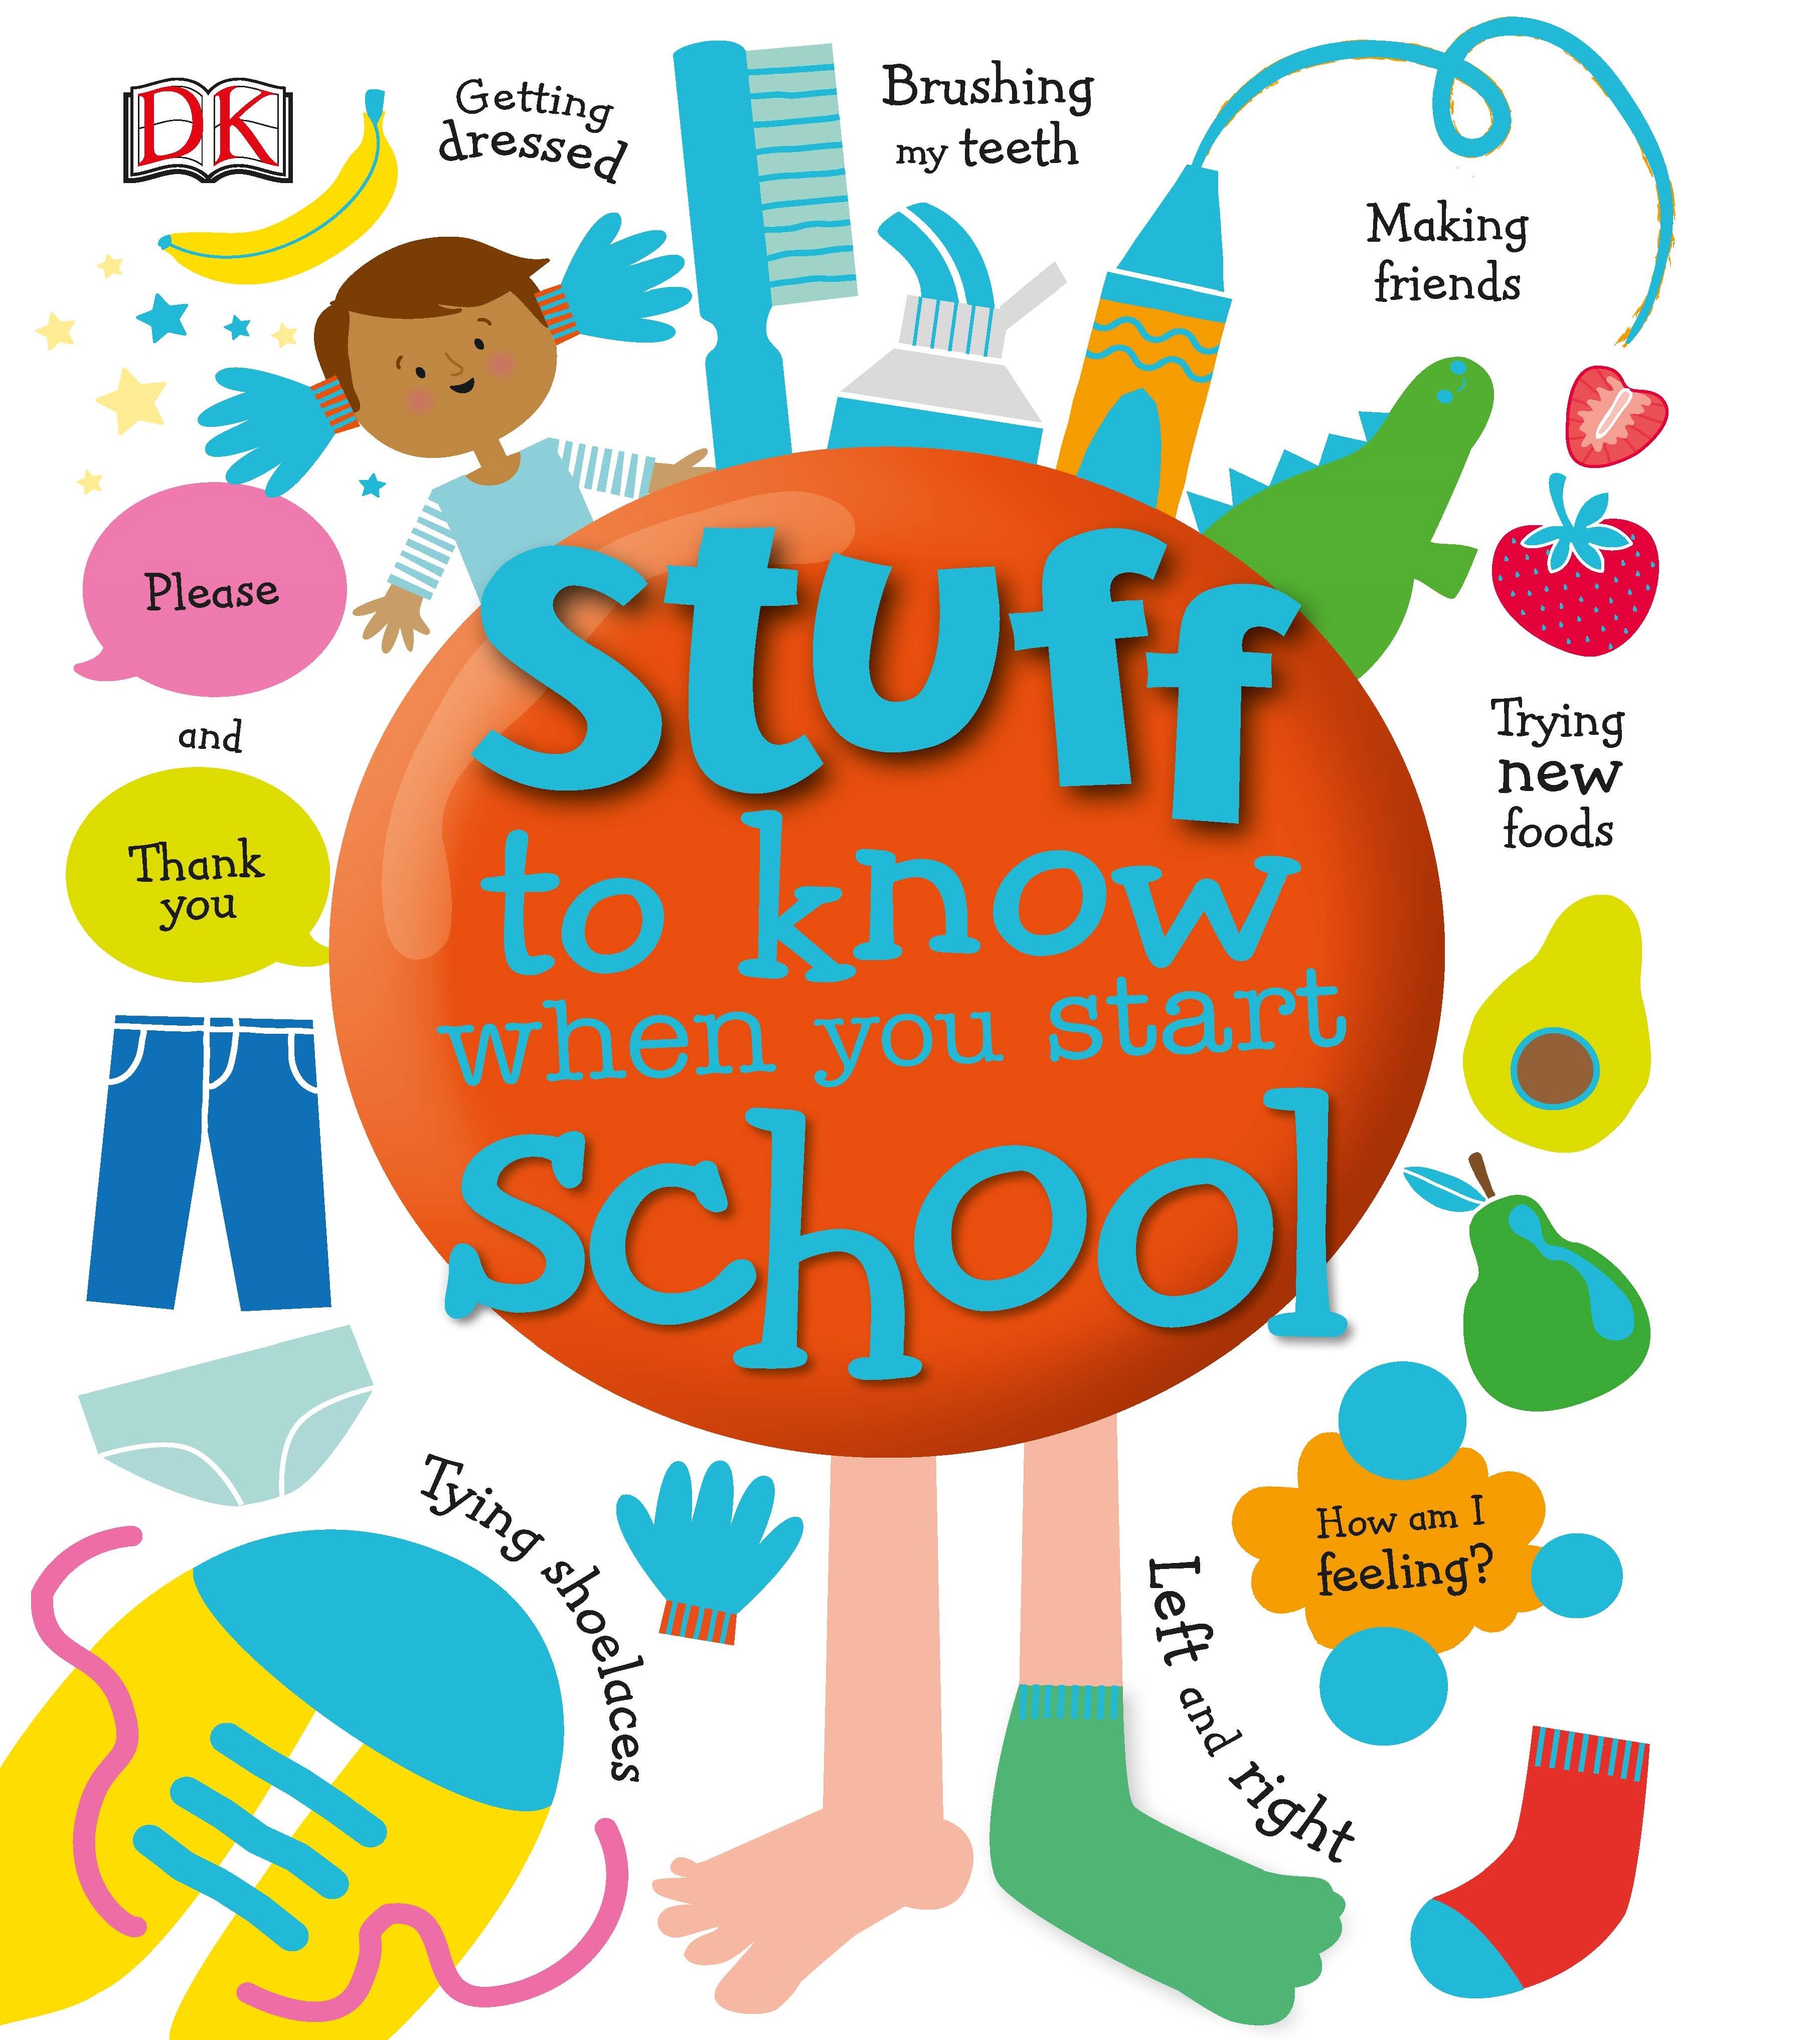 DK
Getting
dressed
Brushing
my teeth
Making
friends
Please
and
Thank
you
Stuff
to know
when you start
school
Trying
new
foods
Tying shoelaces
Left and right
How am I
feeling?